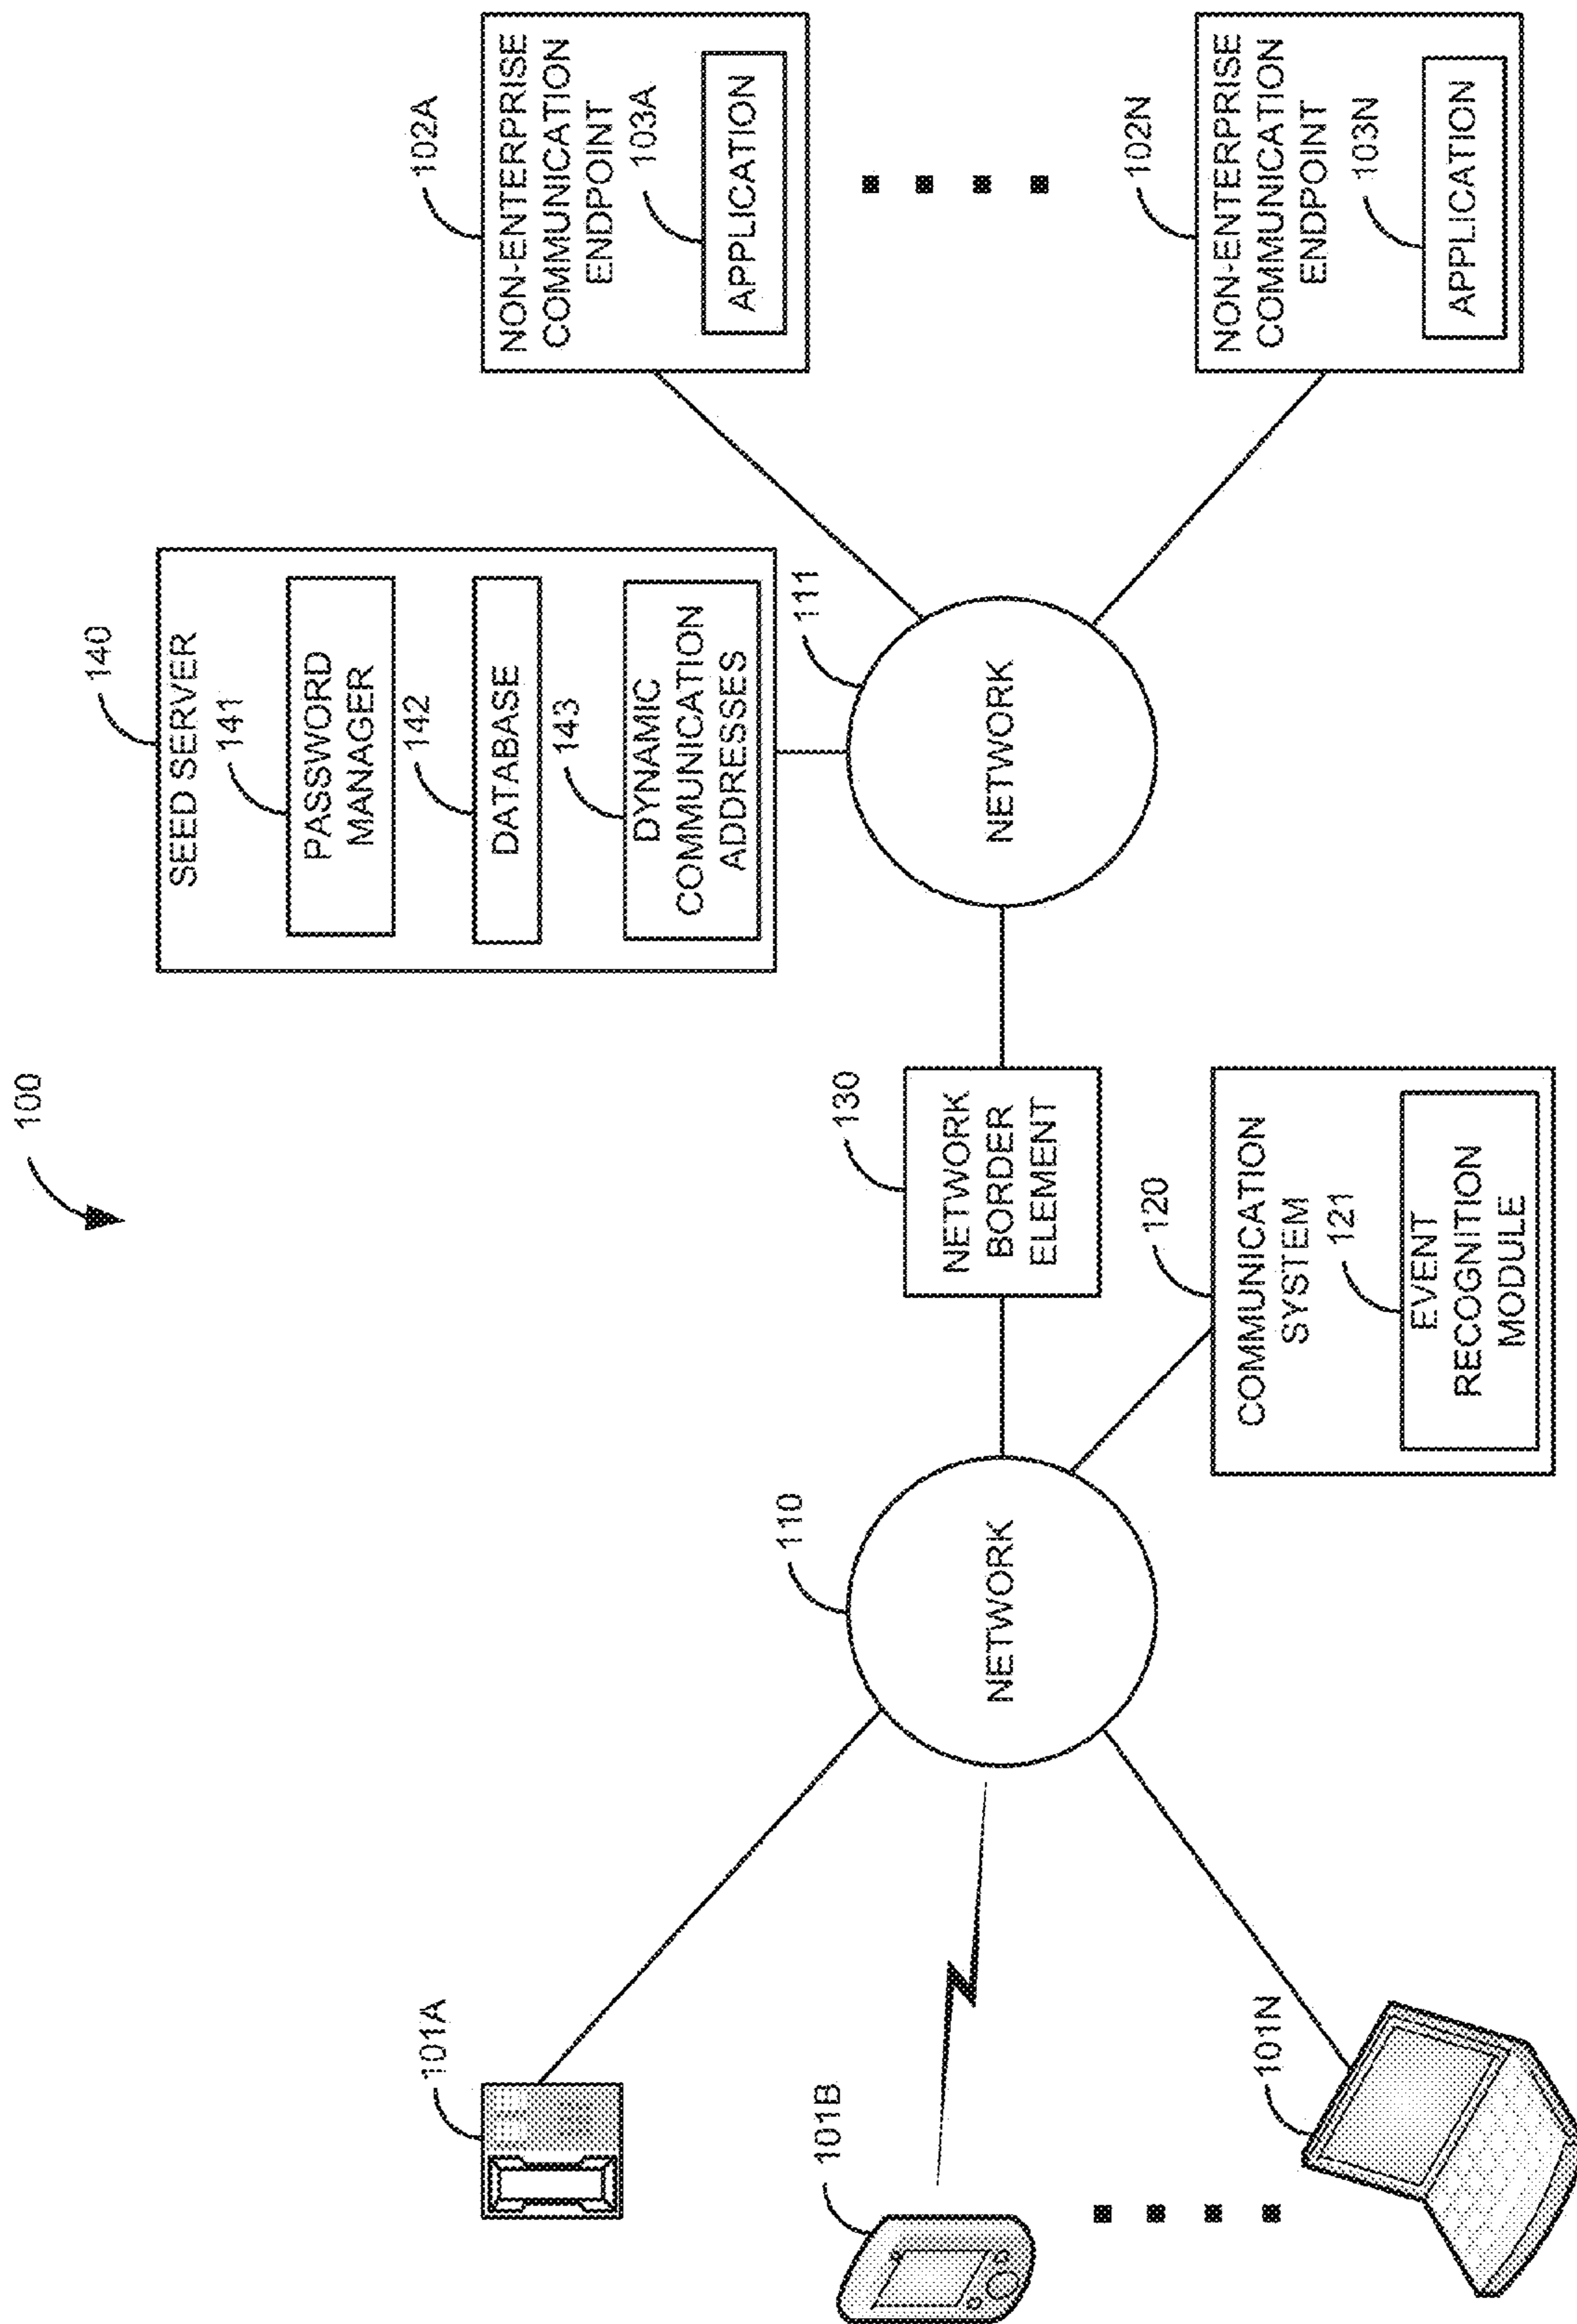 100
140
SEED SERVER
141
PASSWORD
MANAGER
142
DATABASE
143
DYNAMIC
COMMUNICATION
ADDRESSES
102A
NON-ENTERPRISE
COMMUNICATION
ENDPOINT
103A
APPLICATION
101A
110
NETWORK
130
NETWORK
BORDER
ELEMENT
111
NETWORK
101B
120
COMMUNICATION
SYSTEM
121
EVENT
RECOGNITION
MODULE
102N
NON-ENTERPRISE
COMMUNICATION
ENDPOINT
103N
APPLICATION
101N